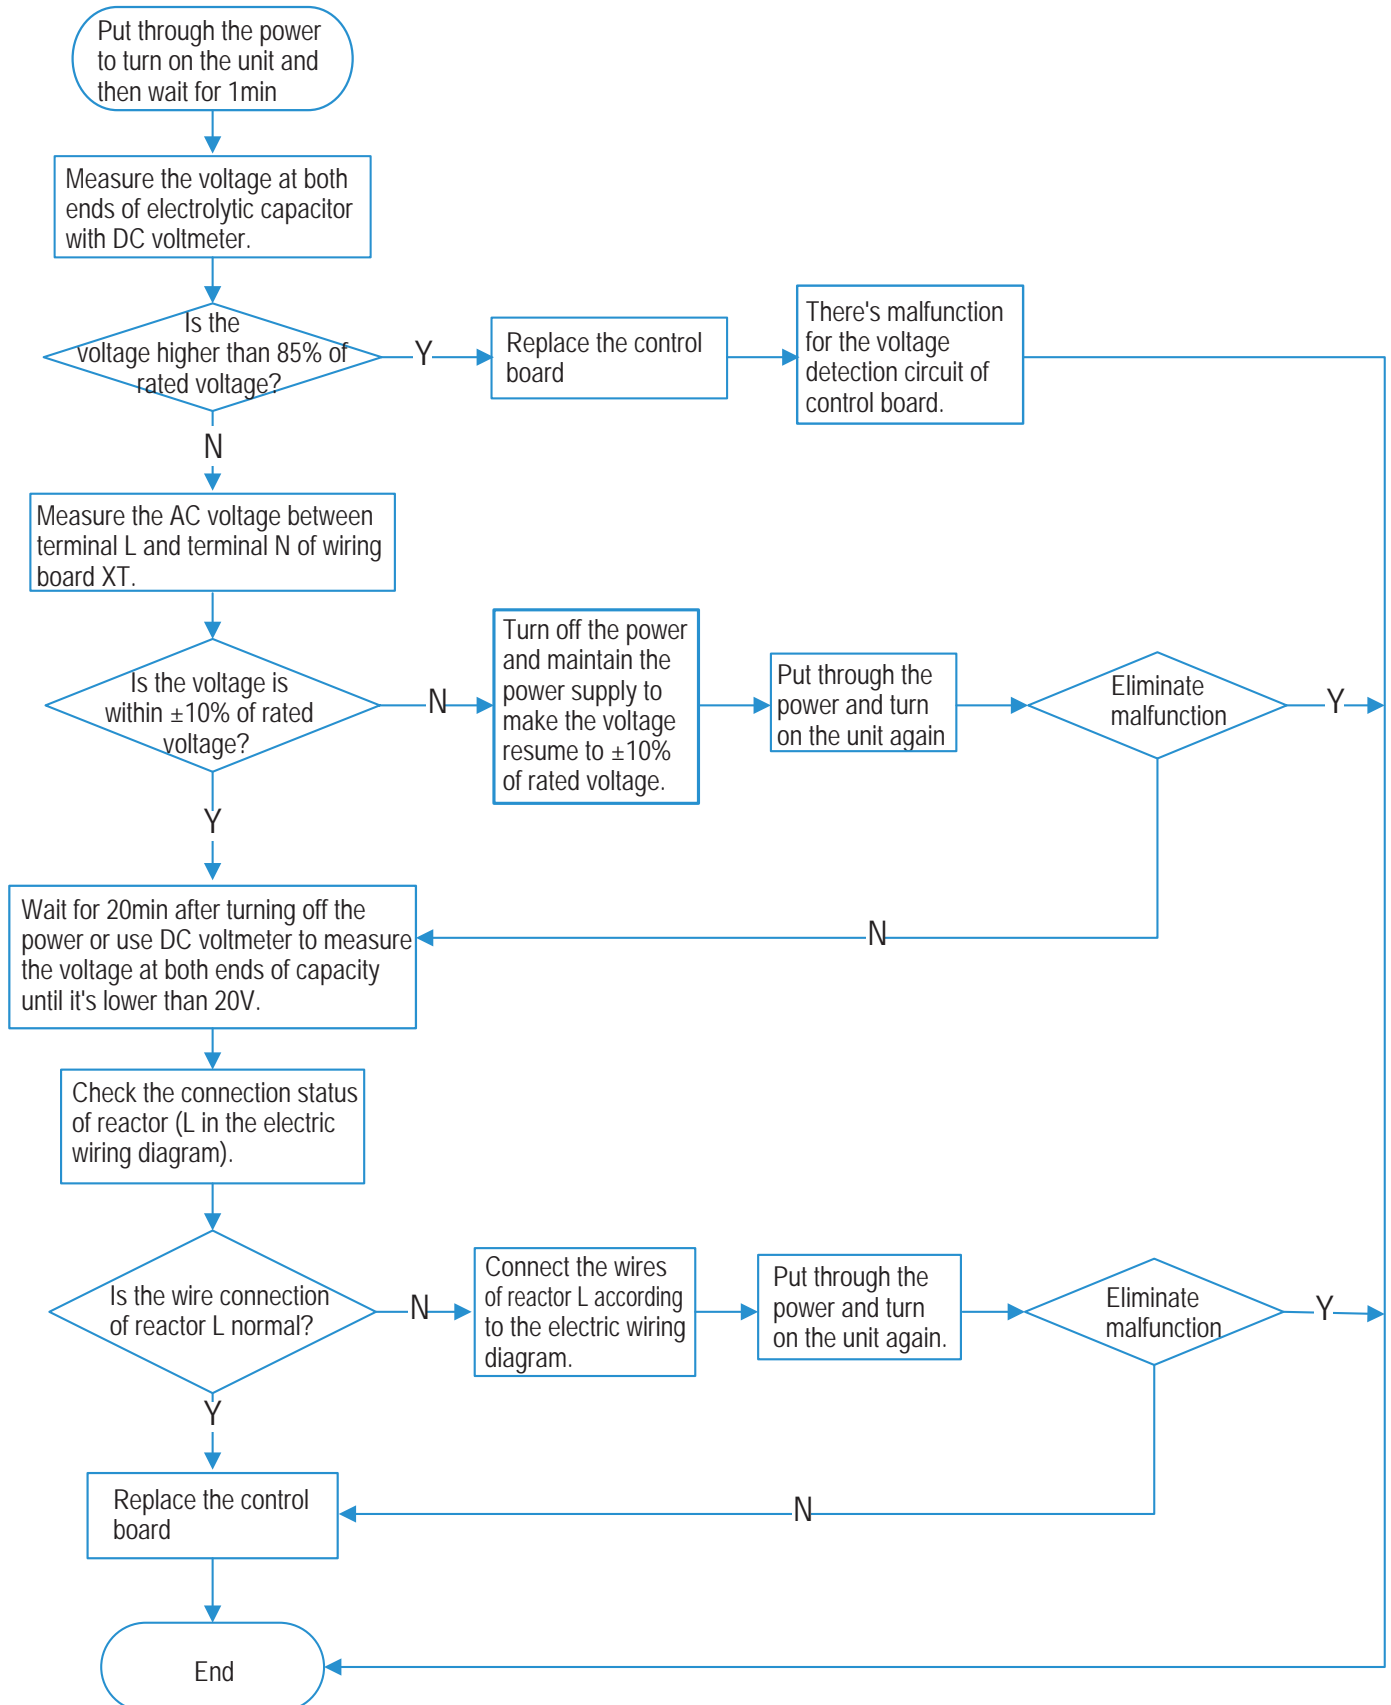 Put through the power
to turn on the unit and
then wait for 1min
Measure the voltage at both
ends of electrolytic capacitor
with DC voltmeter.
Is the
voltage higher than 85% of
rated voltage?
Y
Replace the control
board
There's malfunction
for the voltage
detection circuit of
control board.
N
Measure the AC voltage between
terminal L and terminal N of wiring
board XT.
Is the voltage is
within ±10% of rated
voltage?
N
Turn off the power
and maintain the
power supply to
make the voltage
resume to ±10%
of rated voltage.
Put through the
power and turn
on the unit again
Eliminate
malfunction
Y
Y
N
Wait for 20min after turning off the
power or use DC voltmeter to measure
the voltage at both ends of capacity
until it's lower than 20V.
Check the connection status
of reactor (L in the electric
wiring diagram).
Is the wire connection
of reactor L normal?
N
Connect the wires
of reactor L according
to the electric wiring
diagram.
Put through the
power and turn
on the unit again.
Eliminate
malfunction
Y
Y
N
Replace the control
board
End